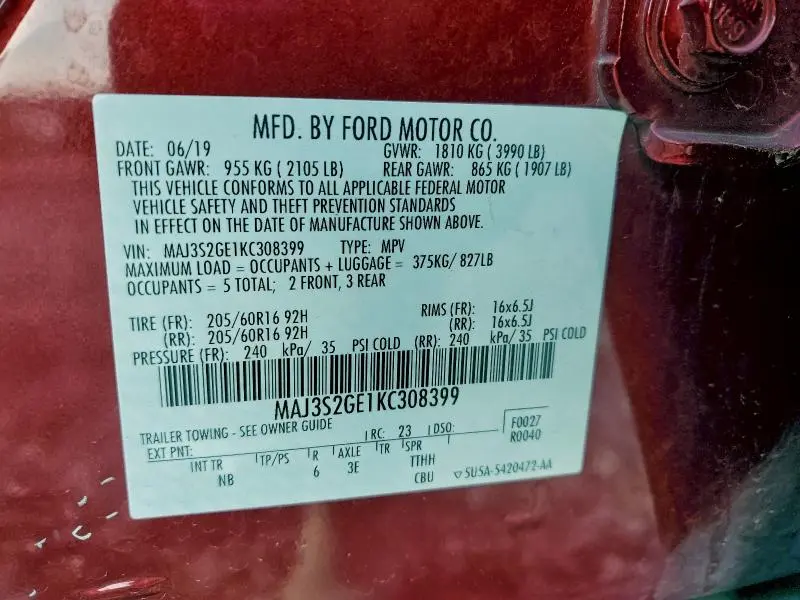 MFD. BY FORD MOTOR CO.
DATE: 06/19 GVWR: 1810 KG ( 3990 LB)
FRONT GAWR: 955 KG ( 2105 LB) REAR GAWR: 865 KG ( 1907 LB)
THIS VEHICLE CONFORMS TO ALL APPLICABLE FEDERAL MOTOR
VEHICLE SAFETY AND THEFT PREVENTION STANDARDS
IN EFFECT ON THE DATE OF MANUFACTURE SHOWN ABOVE.
VIN: MAJ3S2GE1KC308399 TYPE: MPV
MAXIMUM LOAD = OCCUPANTS + LUGGAGE = 375KG/ 827LB
OCCUPANTS = 5 TOTAL; 2 FRONT, 3 REAR
TIRE (FR): 205/60R16 92H RIMS (FR): 16x6.5J
(RR): 205/60R16 92H (RR): 16x6.5J
PRESSURE (FR): 240 kPa/ 35 PSI COLD (RR): 240 kPa/ 35 PSI COLD
MAJ3S2GE1KC308399
TRAILER TOWING - SEE OWNER GUIDE
EXT PNT: RC: 23 DSO: F0027
R0040
INT TR TP/PS R AXLE TR SPR
NB 6 3E TTHH
CBU 5U5A-5420472-AA